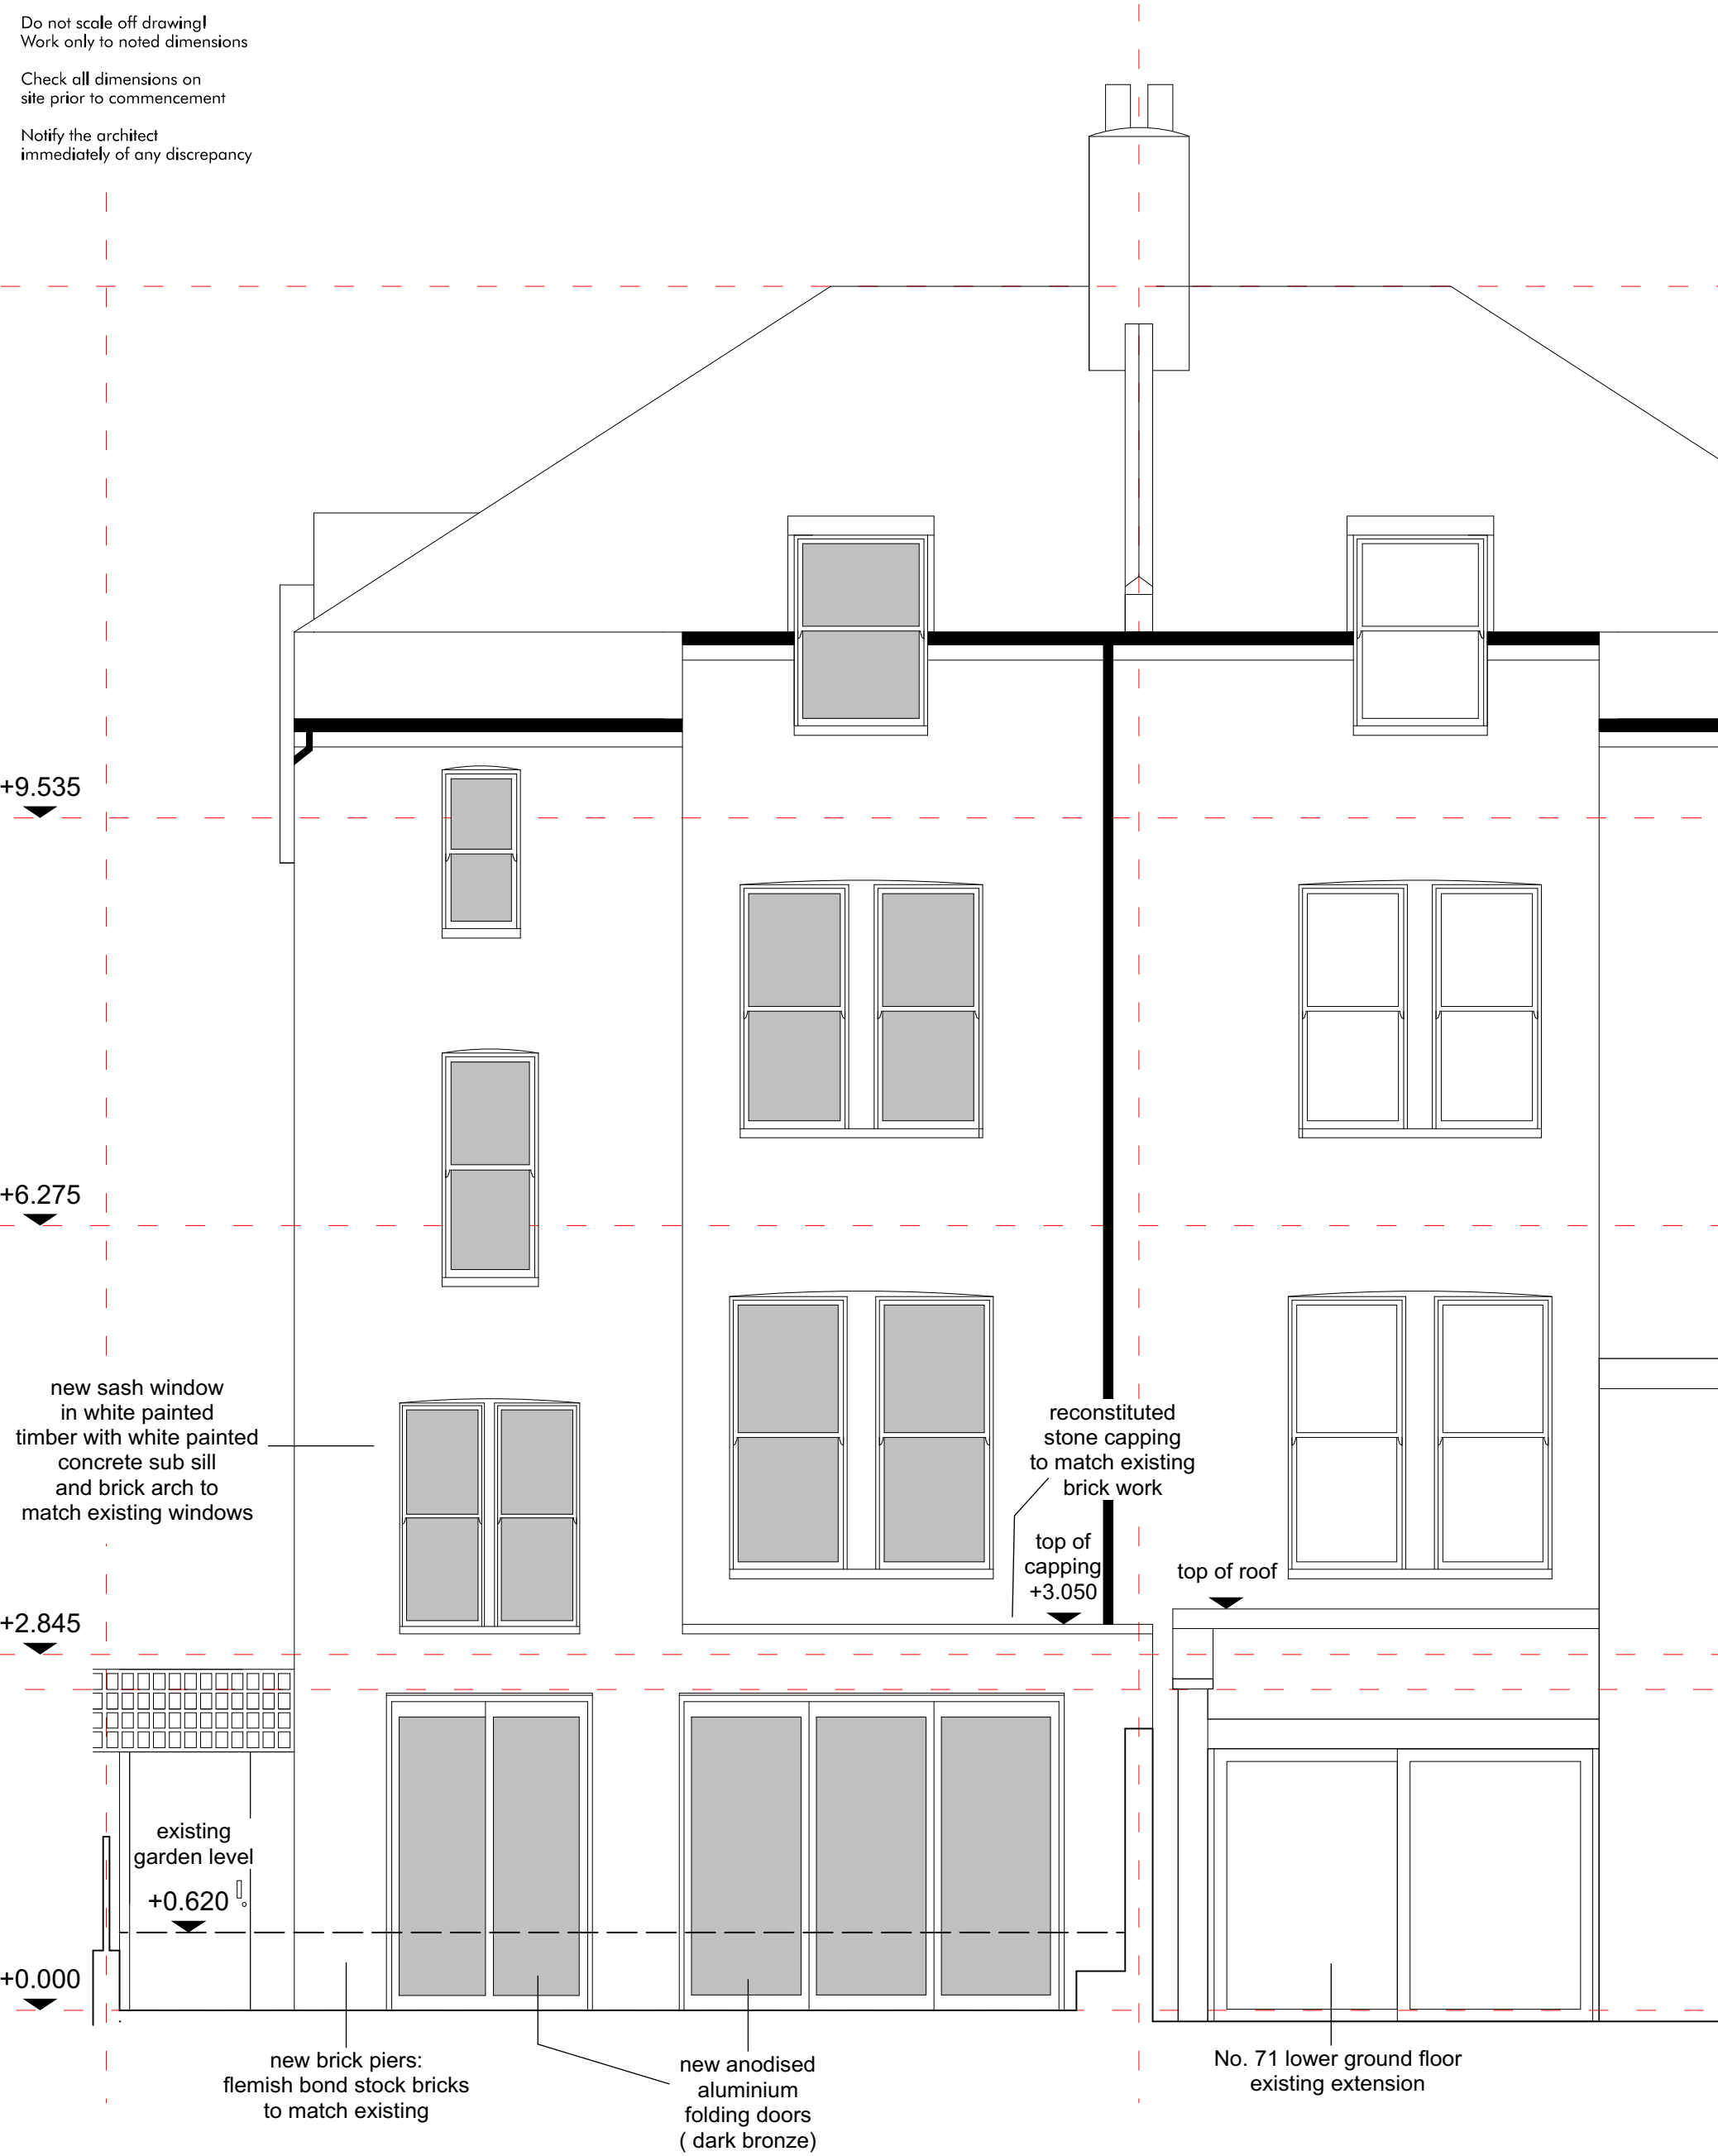 Do not scale off drawing!
Work only to noted dimensions
Check all dimensions on
site prior to commencement
Notify the architect
immediately of any discrepancy
+9.535
+6.275
new sash window
in white painted
timber with white painted
concrete sub sill
and brick arch to
match existing windows
reconstituted
stone capping
to match existing
brick work
top of
capping
+3.050
top of roof
+2.845
existing
garden level
+0.620
+0.000
new brick piers:
flemish bond stock bricks
to match existing
new anodised
aluminium
folding doors
( dark bronze)
No. 71 lower ground floor
existing extension